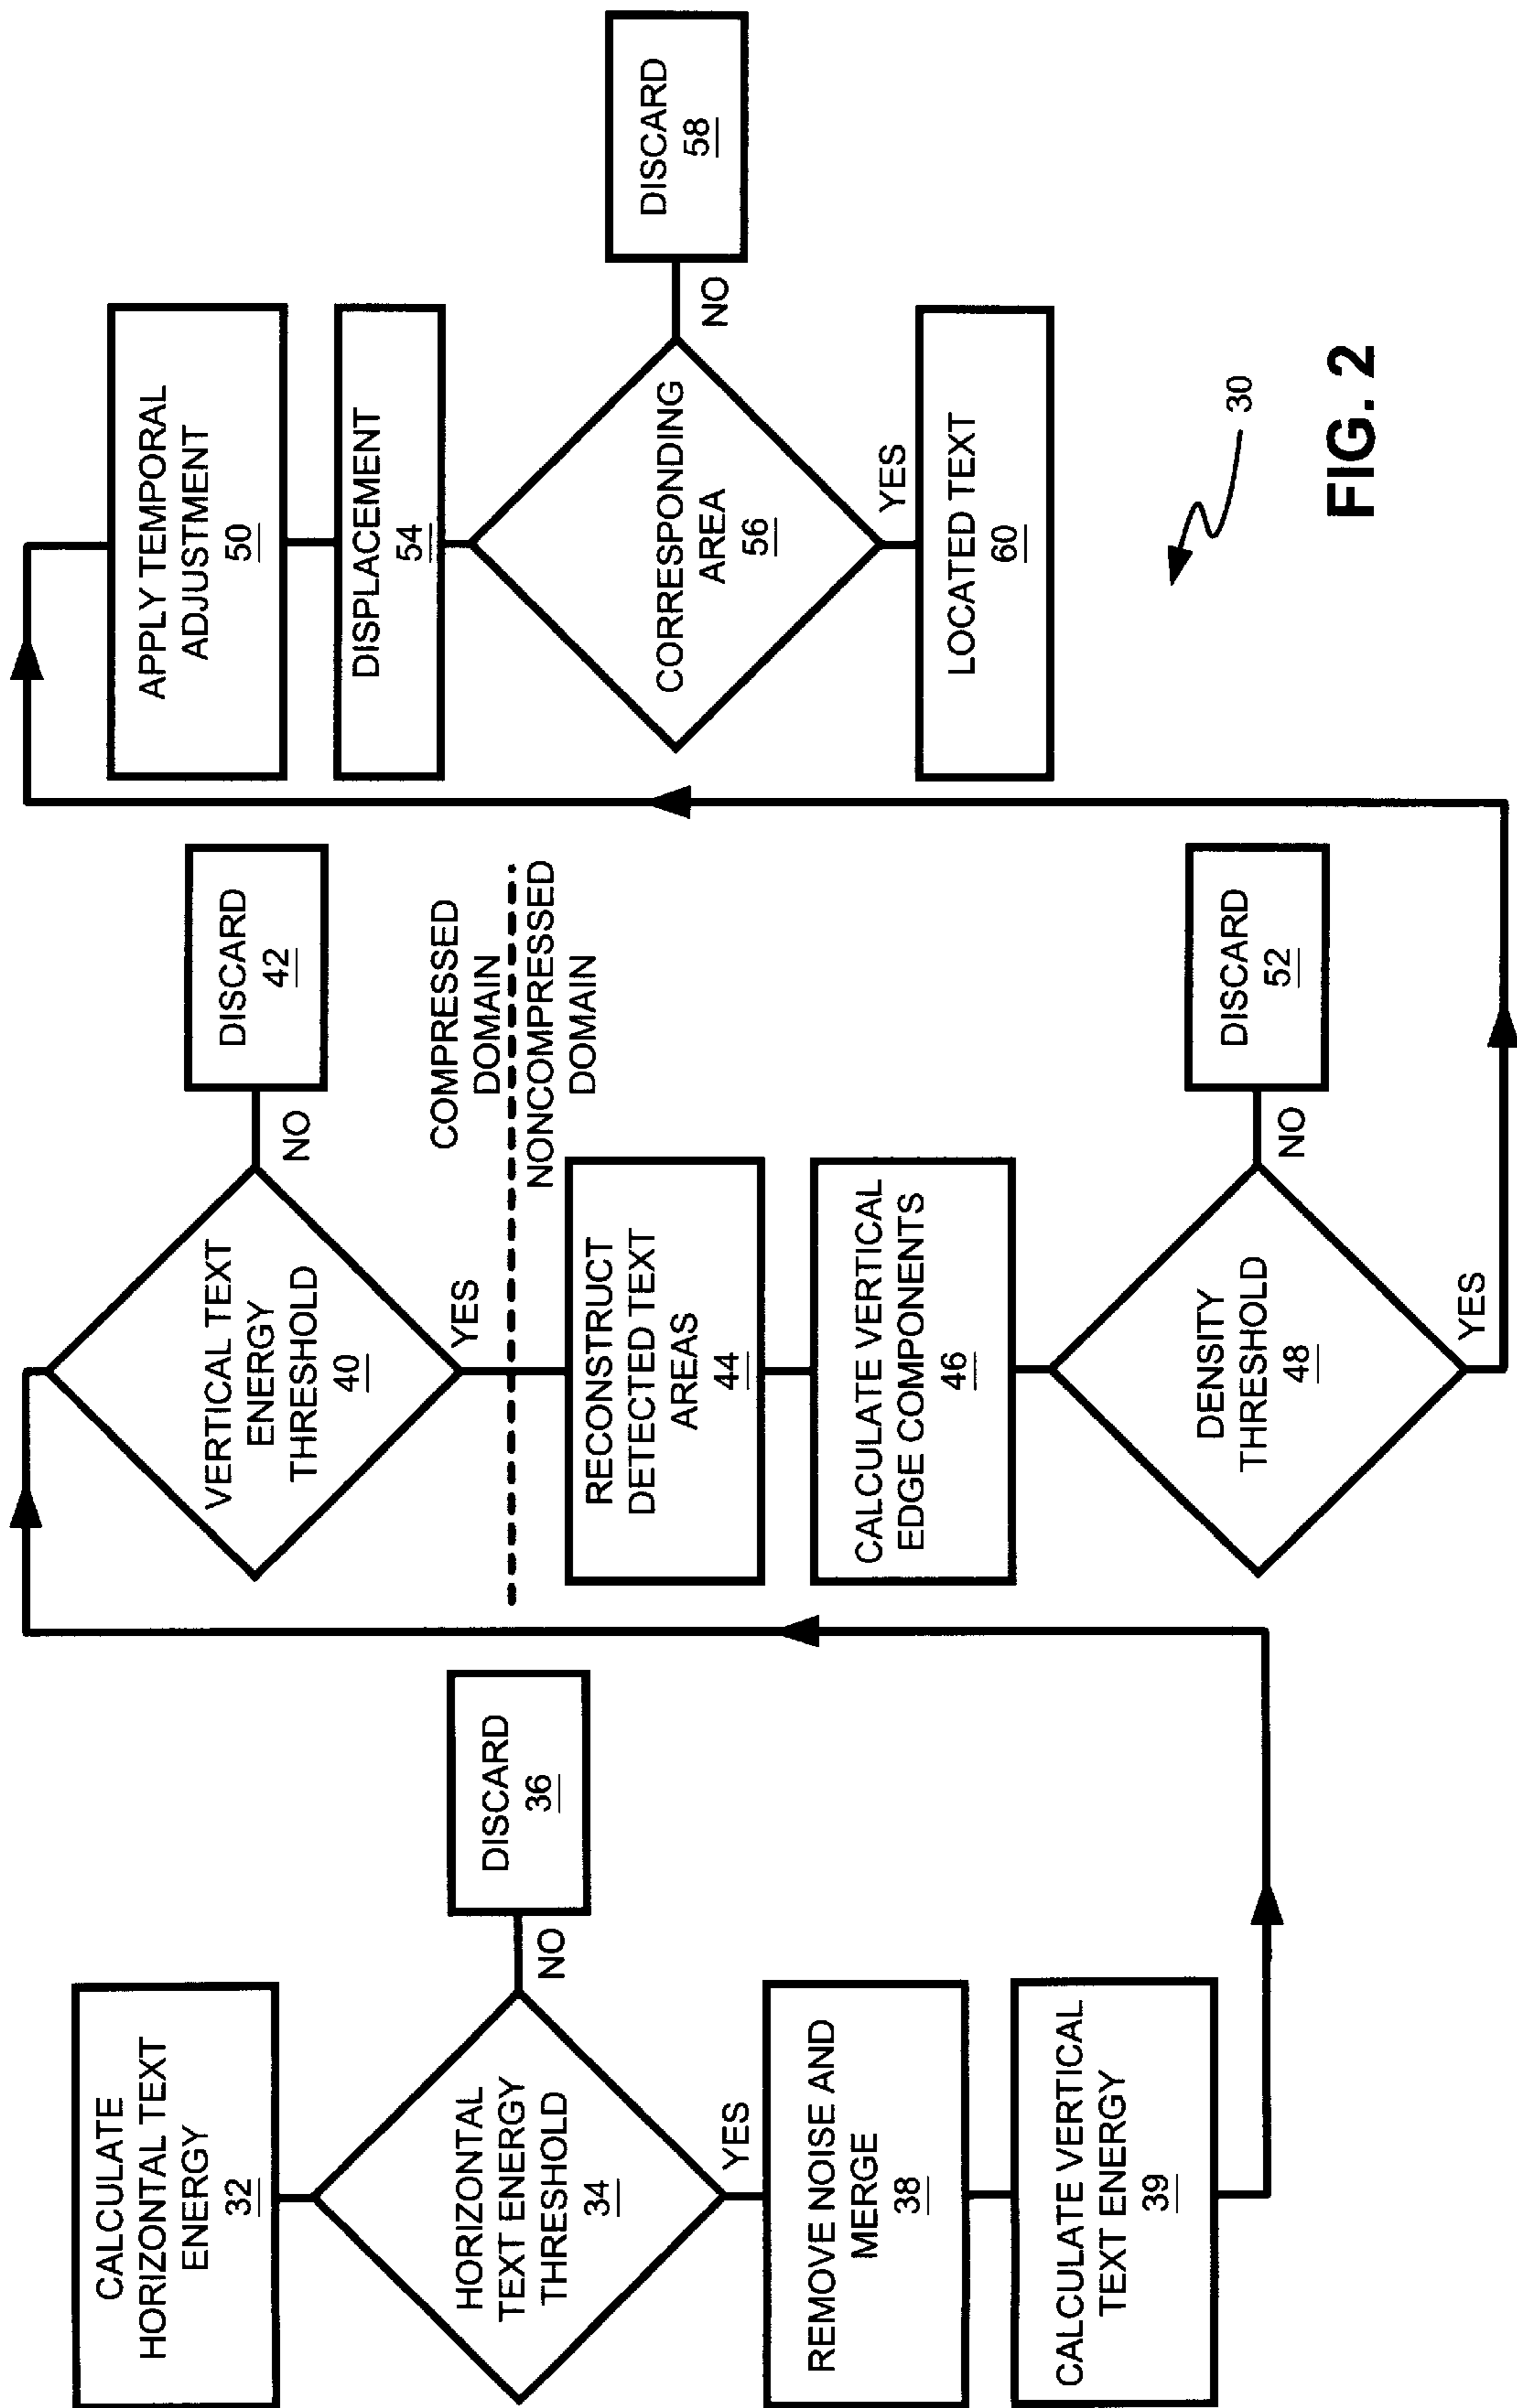 CALCULATE
HORIZONTAL TEXT
ENERGY
32
HORIZONTAL
TEXT ENERGY
THRESHOLD
34
NO
DISCARD
36
YES
REMOVE NOISE AND
MERGE
38
CALCULATE VERTICAL
TEXT ENERGY
39
VERTICAL TEXT
ENERGY
THRESHOLD
40
NO
DISCARD
42
YES
COMPRESSED
DOMAIN
NONCOMPRESSED
DOMAIN
RECONSTRUCT
DETECTED TEXT
AREAS
44
CALCULATE VERTICAL
EDGE COMPONENTS
46
DENSITY
THRESHOLD
48
NO
DISCARD
52
YES
APPLY TEMPORAL
ADJUSTMENT
50
DISPLACEMENT
54
CORRESPONDING
AREA
56
NO
DISCARD
58
YES
LOCATED TEXT
60
30
FIG. 2